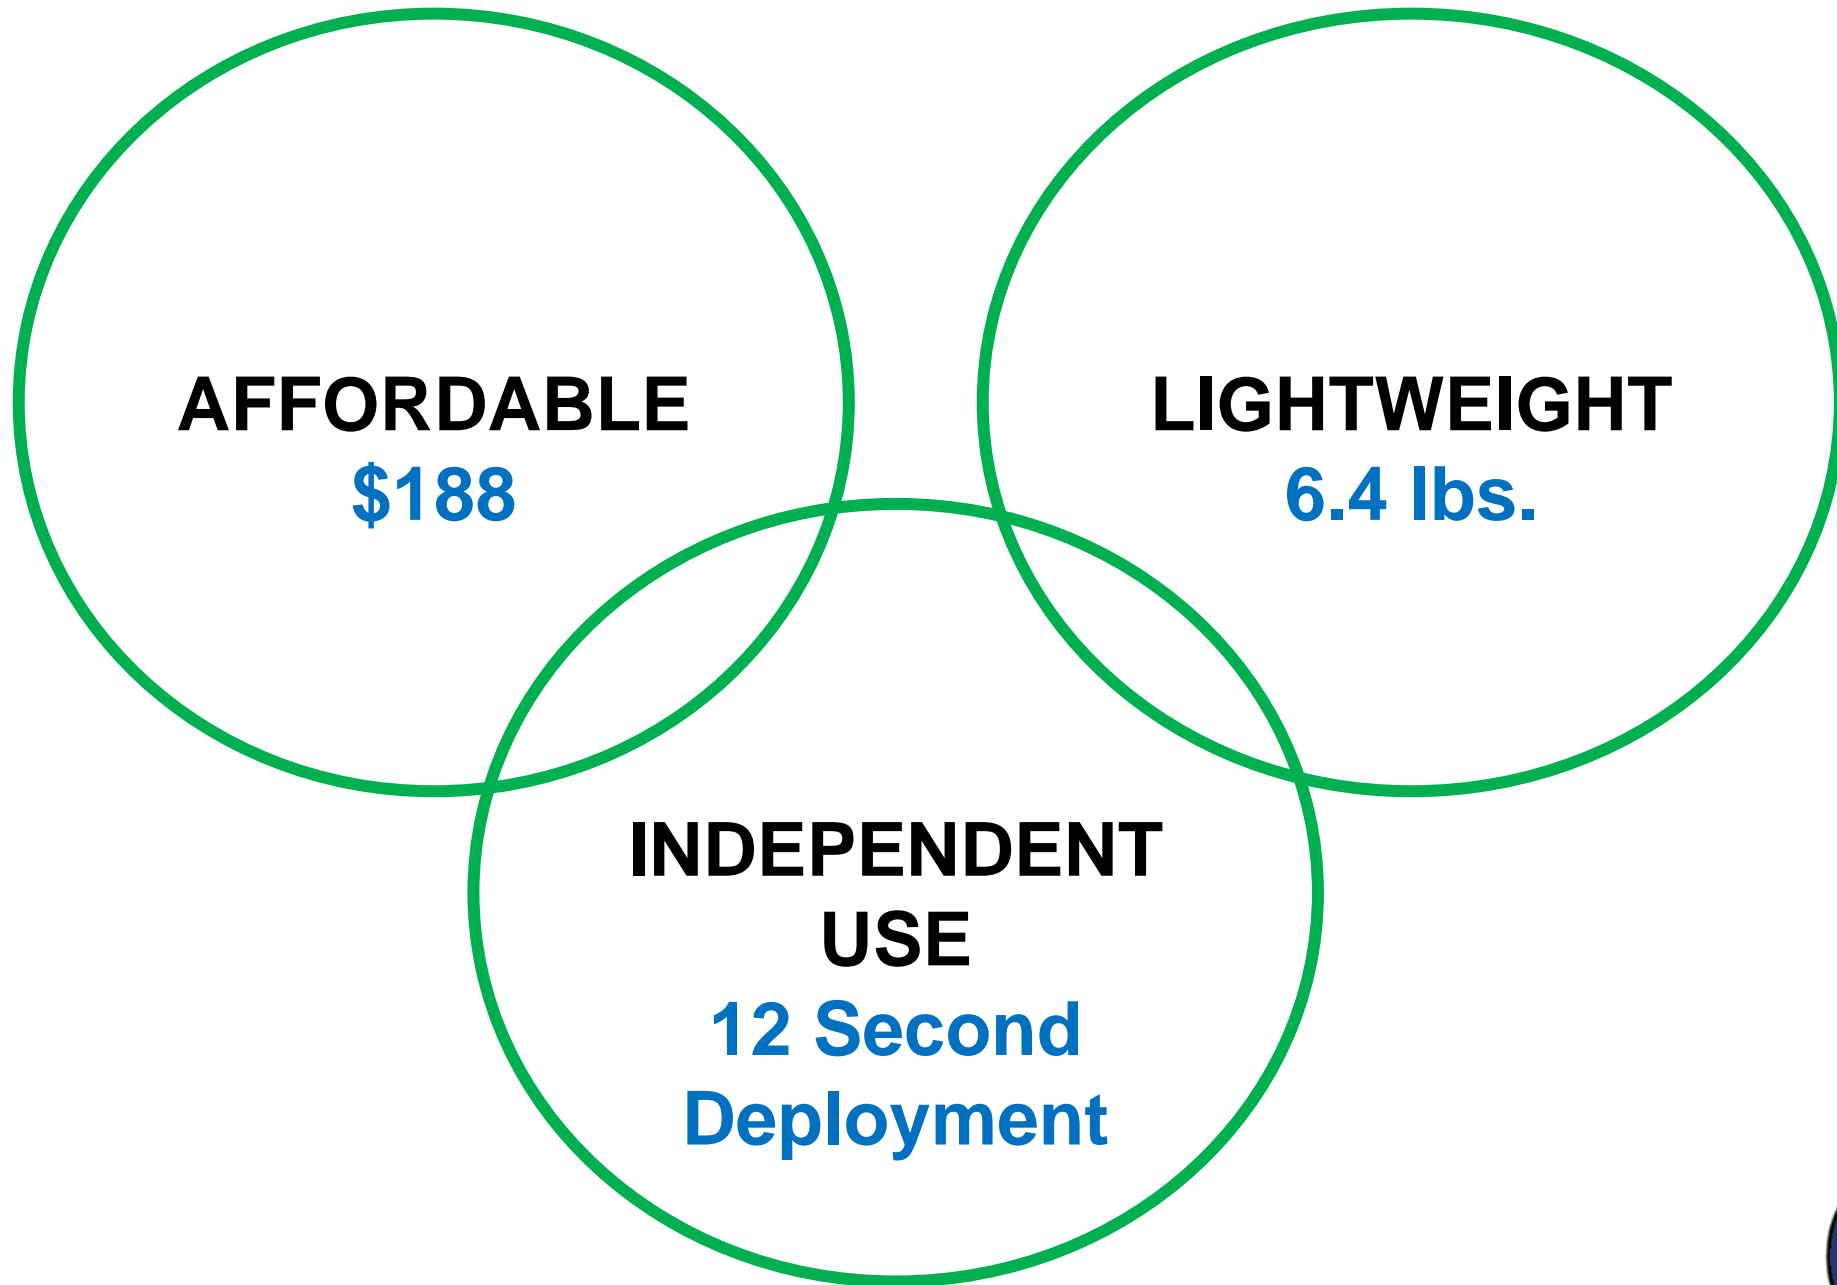 AFFORDABLE
$188
LIGHTWEIGHT
6.4 lbs.
INDEPENDENT
USE
12 Second
Deployment